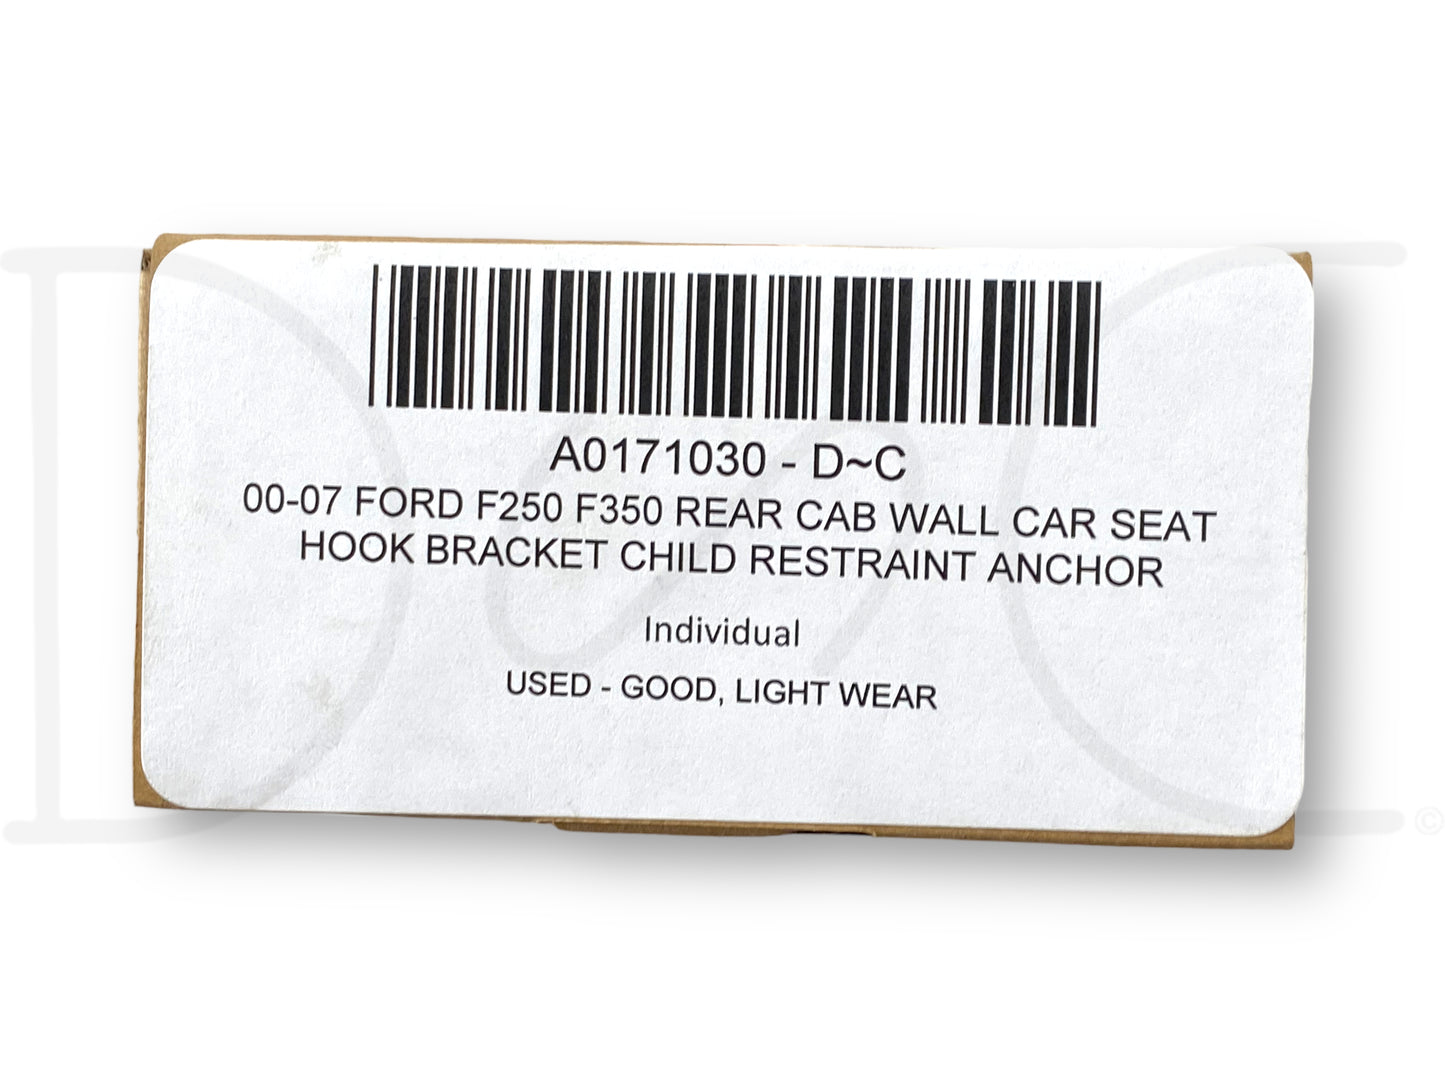 A0171030 - D~C
00-07 FORD F250 F350 REAR CAB WALL CAR SEAT
HOOK BRACKET CHILD RESTRAINT ANCHOR
Individual
USED - GOOD, LIGHT WEAR
D~C
©